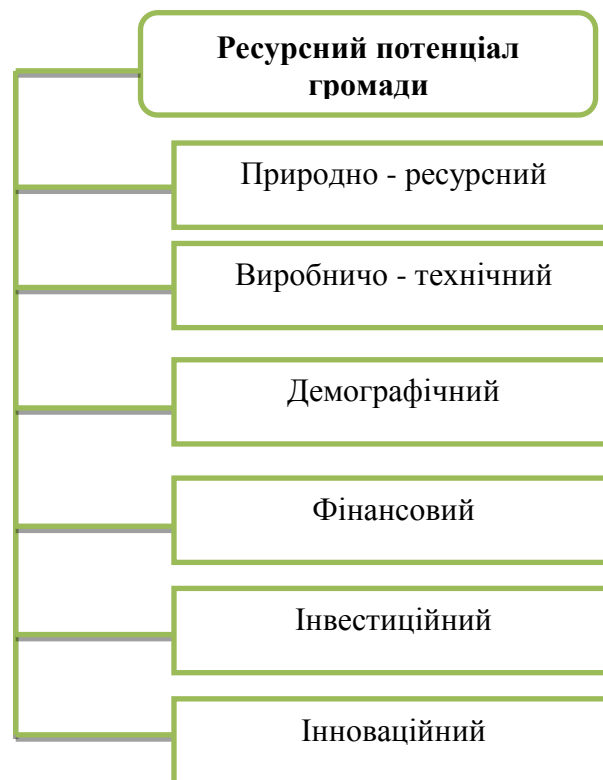 Ресурсний потенціал
громади
Природно - ресурсний
Виробничо - технічний
Демографічний
Фінансовий
Інвестиційний
Інноваційний